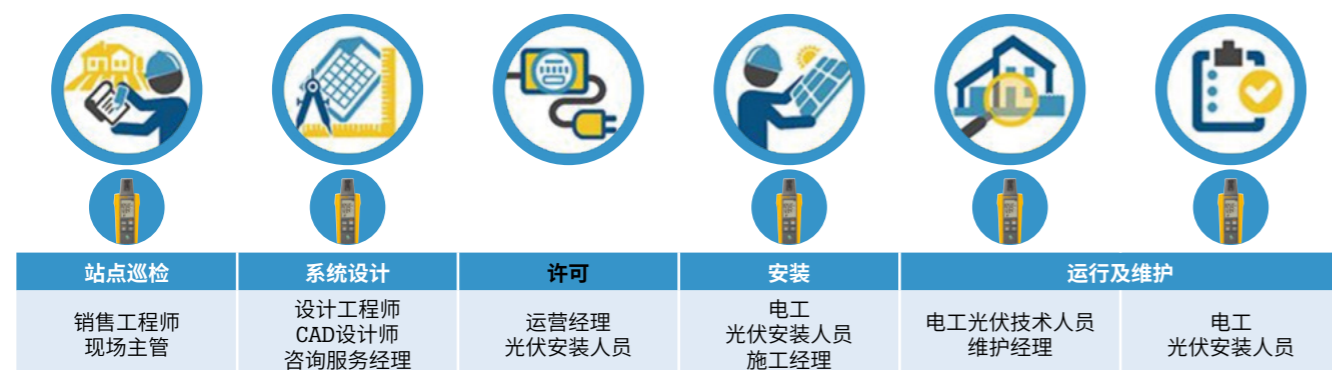 站点巡检
系统设计
许可
安装
运行及维护
销售工程师
现场主管
设计工程师
CAD设计师
咨询服务经理
运营经理
光伏安装人员
电工
光伏安装人员
施工经理
电工光伏技术人员
维护经理
电工
光伏安装人员